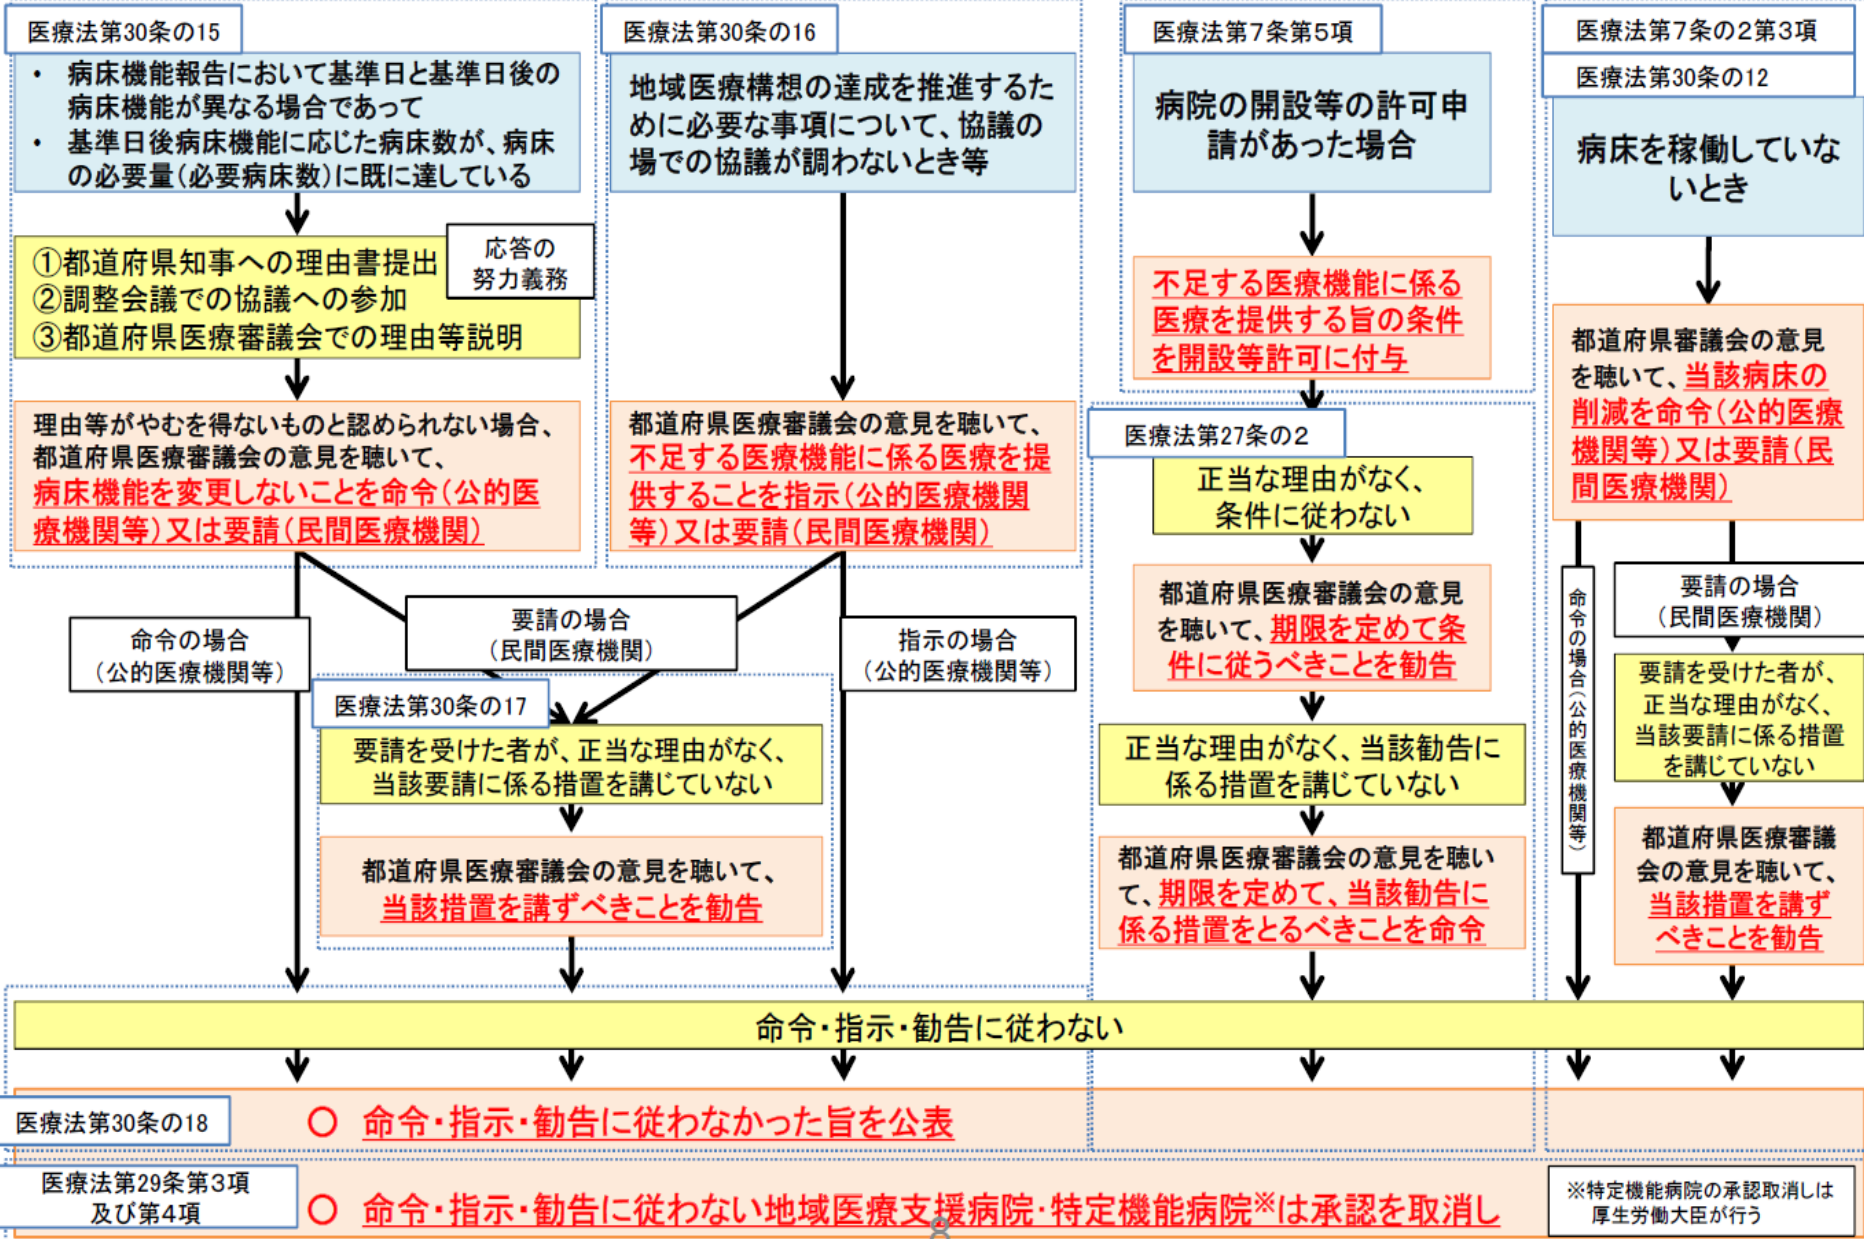 医療法第30条の15
・ 病床機能報告において基準日と基準日後の
病床機能が異なる場合であって
・ 基準日後病床機能に応じた病床数が、病床
の必要量(必要病床数)に既に達している
①都道府県知事への理由書提出
②調整会議での協議への参加
③都道府県医療審議会での理由等説明
応答の
努力義務
理由等がやむを得ないものと認められない場合、
都道府県医療審議会の意見を聴いて、
病床機能を変更しないことを命令(公的医
療機関等)又は要請(民間医療機関)
医療法第30条の16
地域医療構想の達成を推進するた
めに必要な事項について、協議の
場での協議が調わないとき等
都道府県医療審議会の意見を聴いて、
不足する医療機能に係る医療を提
供することを指示(公的医療機関
等)又は要請(民間医療機関)
命令の場合
(公的医療機関等)
要請の場合
(民間医療機関)
指示の場合
(公的医療機関等)
医療法第30条の17
要請を受けた者が、正当な理由がなく、
当該要請に係る措置を講じていない
都道府県医療審議会の意見を聴いて、
当該措置を講ずべきことを勧告
医療法第7条第5項
病院の開設等の許可申
請があった場合
不足する医療機能に係る
医療を提供する旨の条件
を開設等許可に付与
医療法第27条の2
正当な理由がなく、
条件に従わない
都道府県医療審議会の意見
を聴いて、期限を定めて条
件に従うべきことを勧告
正当な理由がなく、当該勧告に
係る措置を講じていない
都道府県医療審議会の意見を聴い
て、期限を定めて、当該勧告に
係る措置をとるべきことを命令
医療法第7条の2第3項
医療法第30条の12
病床を稼働していな
いとき
都道府県審議会の意見
を聴いて、当該病床の
削減を命令(公的医療
機関等)又は要請(民
間医療機関)
命令の場合(公的医療機関等)
要請の場合
(民間医療機関)
要請を受けた者が、
正当な理由がなく、
当該要請に係る措置
を講じていない
都道府県医療審議
会の意見を聴いて、
当該措置を講ず
べきことを勧告
命令・指示・勧告に従わない
医療法第30条の18
○ 命令・指示・勧告に従わなかった旨を公表
医療法第29条第3項
及び第4項
○ 命令・指示・勧告に従わない地域医療支援病院・特定機能病院※は承認を取消し
※特定機能病院の承認取消しは
厚生労働大臣が行う
8